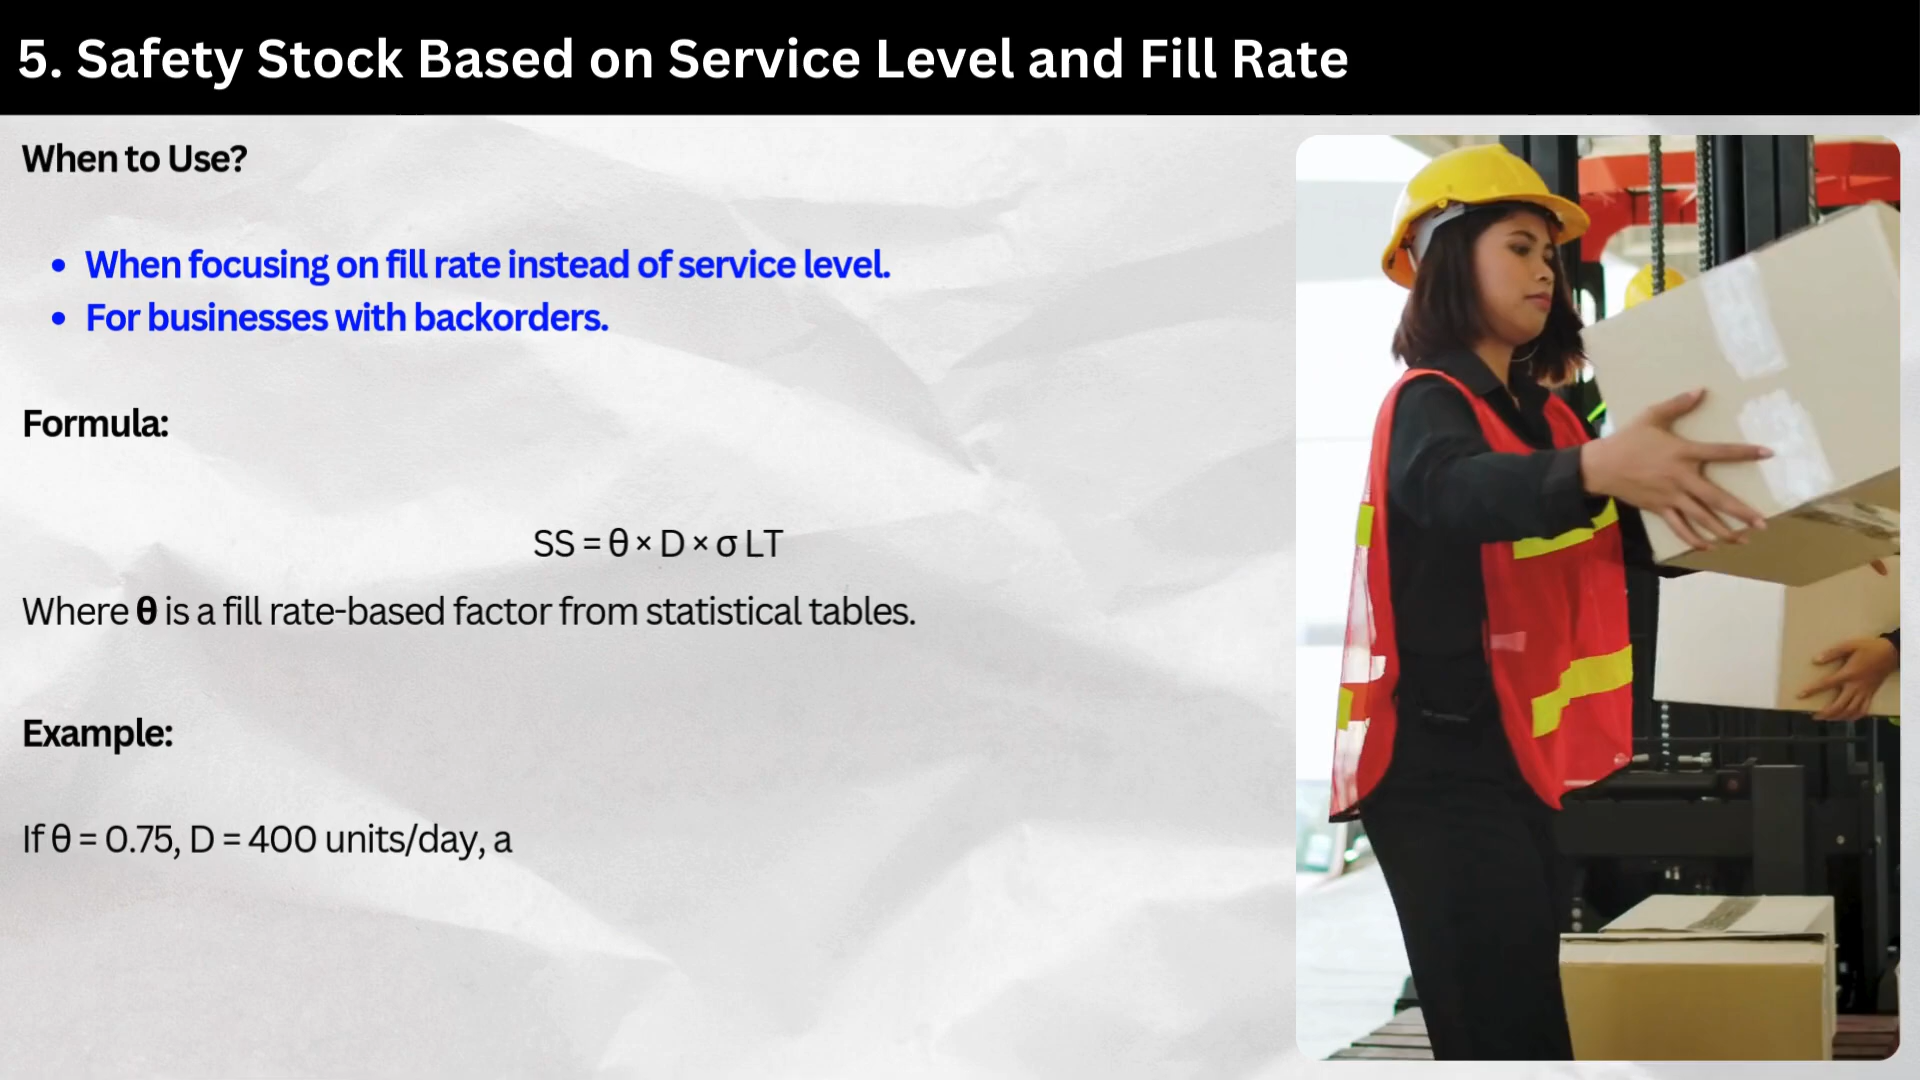 5. Safety Stock Based on Service Level and Fill Rate
When to Use?
• When focusing on fill rate instead of service level.
• For businesses with backorders.
Formula:
SS = θ × D × σ LT
Where θ is a fill rate-based factor from statistical tables.
Example:
If θ = 0.75, D = 400 units/day, a